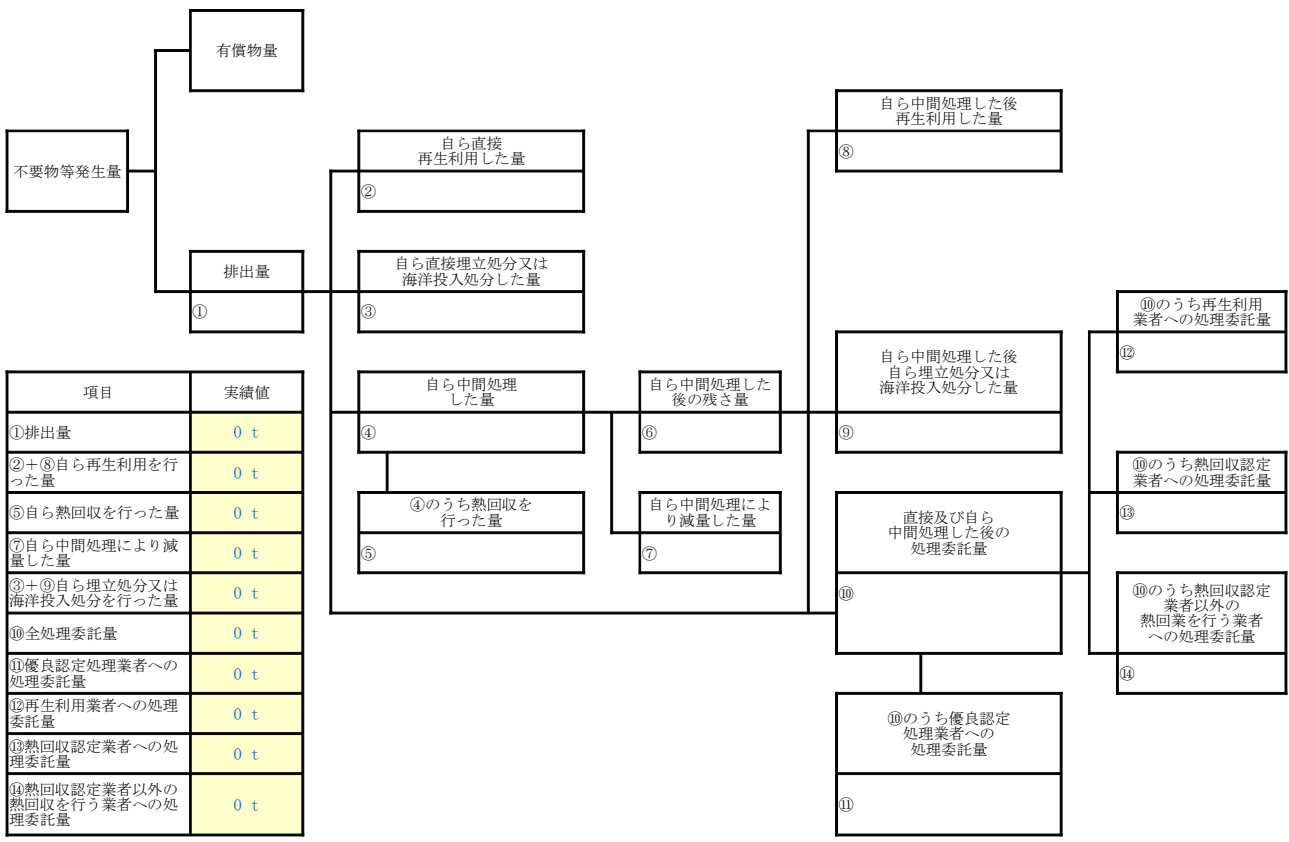 有償物量
不要物等発生量
排出量
①
自ら直接
再生利用した量
②
自ら直接埋立処分又は
海洋投入処分した量
③
自ら中間処理
した量
④
④のうち熱回収を
行った量
⑤
自ら中間処理した
後の残さ量
⑥
自ら中間処理によ
り減量した量
⑦
自ら中間処理した後
再生利用した量
⑧
自ら中間処理した後
自ら埋立処分又は
海洋投入処分した量
⑨
直接及び自ら
中間処理した後の
処理委託量
⑩
⑩のうち優良認定
処理業者への
処理委託量
⑪
⑩のうち再生利用
業者への処理委託量
⑫
⑩のうち熱回収認定
業者への処理委託量
⑬
⑩のうち熱回収認定
業者以外の
熱回業を行う業者
への処理委託量
⑭
項目 実績値
①排出量 0 t
②+⑧自ら再生利用を行
った量 0 t
⑤自ら熱回収を行った量 0 t
⑦自ら中間処理により減
量した量 0 t
③+⑨自ら埋立処分又は
海洋投入処分を行った量 0 t
⑩全処理委託量 0 t
⑪優良認定処理業者への
処理委託量 0 t
⑫再生利用業者への処理
委託量 0 t
⑬熱回収認定業者への処
理委託量 0 t
⑭熱回収認定業者以外の
熱回収を行う業者への処
理委託量 0 t